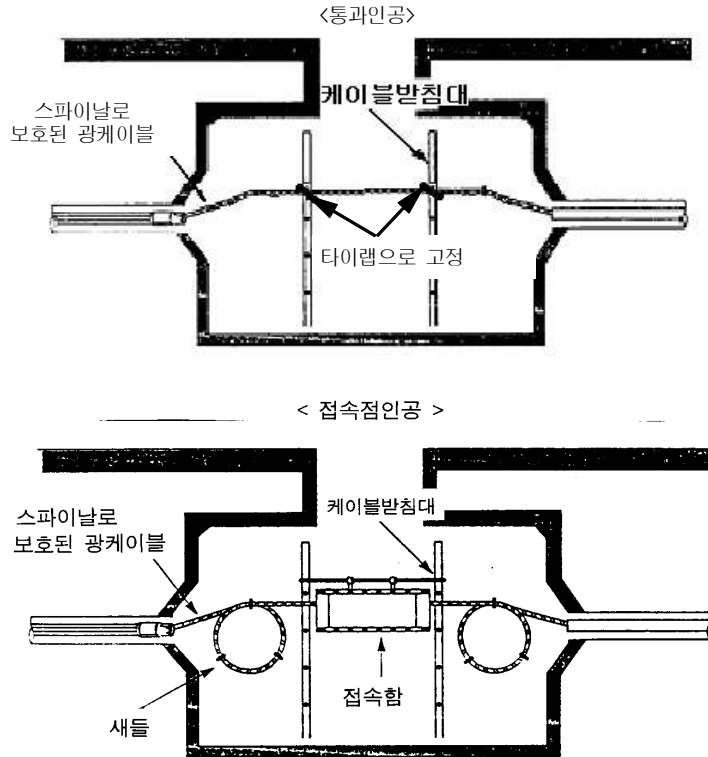 <통과인공>
케이블받침대
스파이날로
보호된 광케이블
타이랩으로 고정
< 접속점인공 >
케이블받침대
스파이날로
보호된 광케이블
접속함
새들